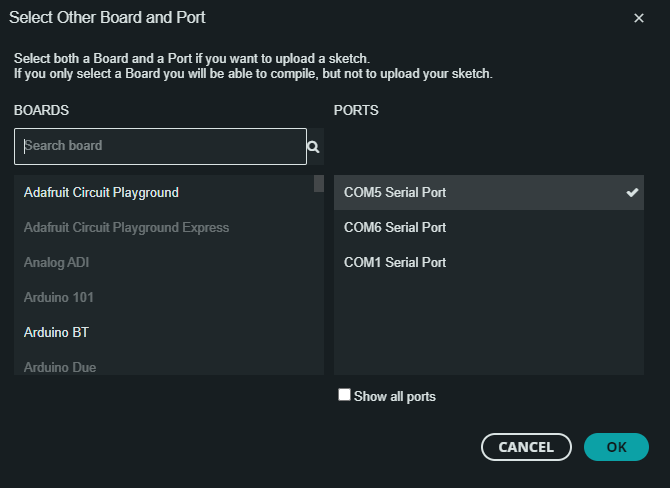 Select Other Board and Port
Select both a Board and a Port if you want to upload a sketch.
If you only select a Board you will be able to compile, but not to upload your sketch.
BOARDS
Search board
Adafruit Circuit Playground
Adafruit Circuit Playground Express
Analog ADI
Arduino 101
Arduino BT
Arduino Due
PORTS
COM5 Serial Port
COM6 Serial Port
COM1 Serial Port
Show all ports
CANCEL
OK